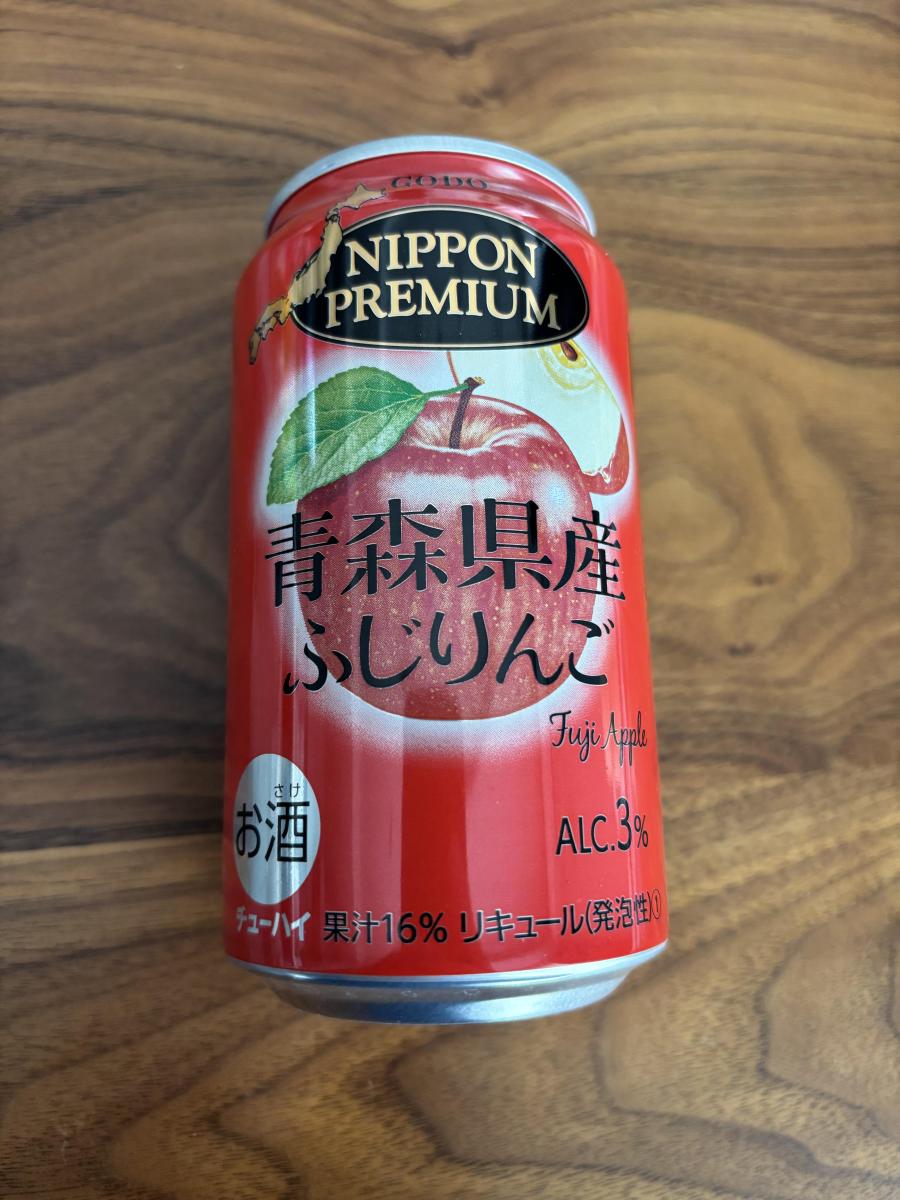 GODO
NIPPON
PREMIUM
青森県産
ふじりんご
Fuji Apple
ALC.3%
さけ
お酒
チューハイ 果汁16% リキュール(発泡性)①